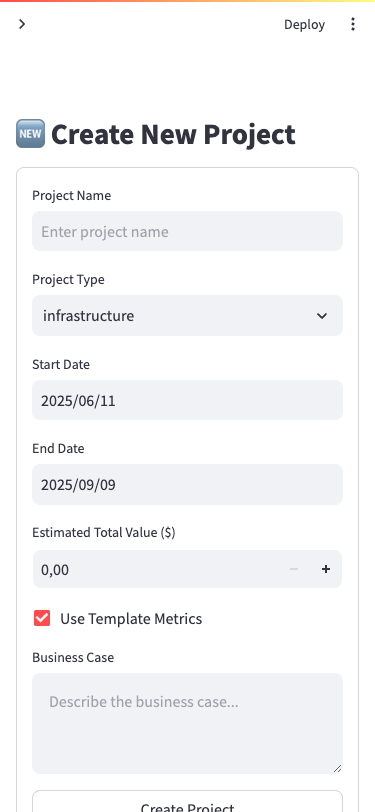 Deploy
NEW Create New Project
Project Name
Enter project name
Project Type
infrastructure
Start Date
2025/06/11
End Date
2025/09/09
Estimated Total Value ($)
0,00
Use Template Metrics
Business Case
Describe the business case...
Create Project